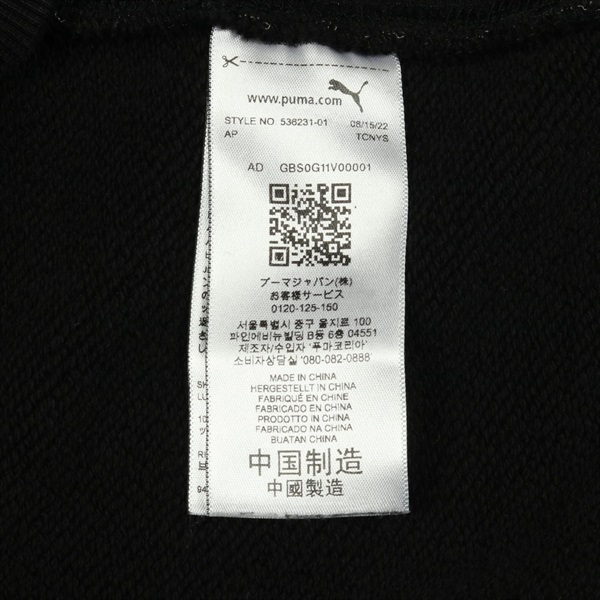 www.puma.com
STYLE NO 536231-01 08/15/22
AP TCNYS
AD GBS0G11V00001
プーマジャパン(株)
お客様サービス
0120-125-150
서울특별시 중구 을지로 100
파인에비뉴빌딩 B동 6층 04551
제조자/수입자 '푸마코리아'
소비자상담실 '080-082-0888'
MADE IN CHINA
HERGESTELLT IN CHINA
FABRIQUÉ EN CHINE
FABRICADO EN CHINA
PRODOTTO IN CHINA
FABRICADO NA CHINA
BUATAN CHINA
中国制造
中國製造